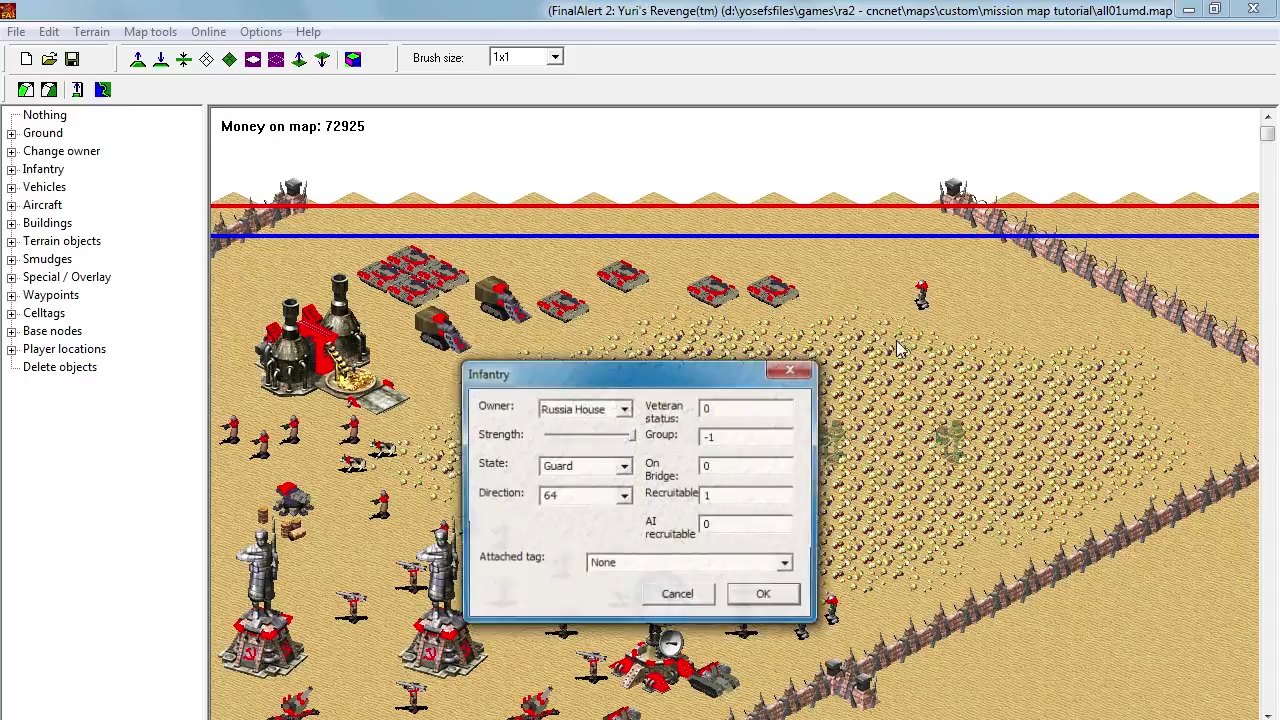 (FinalAlert 2: Yuri's Revenge(tm) (d:\yosefsfiles\games\ra2 - cncnet\maps\custom\mission map tutorial\all01umd.map
File Edit Terrain Map tools Online Options Help
Brush size: 1x1
Nothing
Ground
Change owner
Infantry
Vehicles
Aircraft
Buildings
Terrain objects
Smudges
Special / Overlay
Waypoints
Celltags
Base nodes
Player locations
Delete objects
Money on map: 72925
Infantry
Owner: Russia House
Veteran status: 0
Strength:
Group: -1
State: Guard
On Bridge: 0
Direction: 64
Recruitable 1
AI recruitable 0
Attached tag: None
Cancel OK